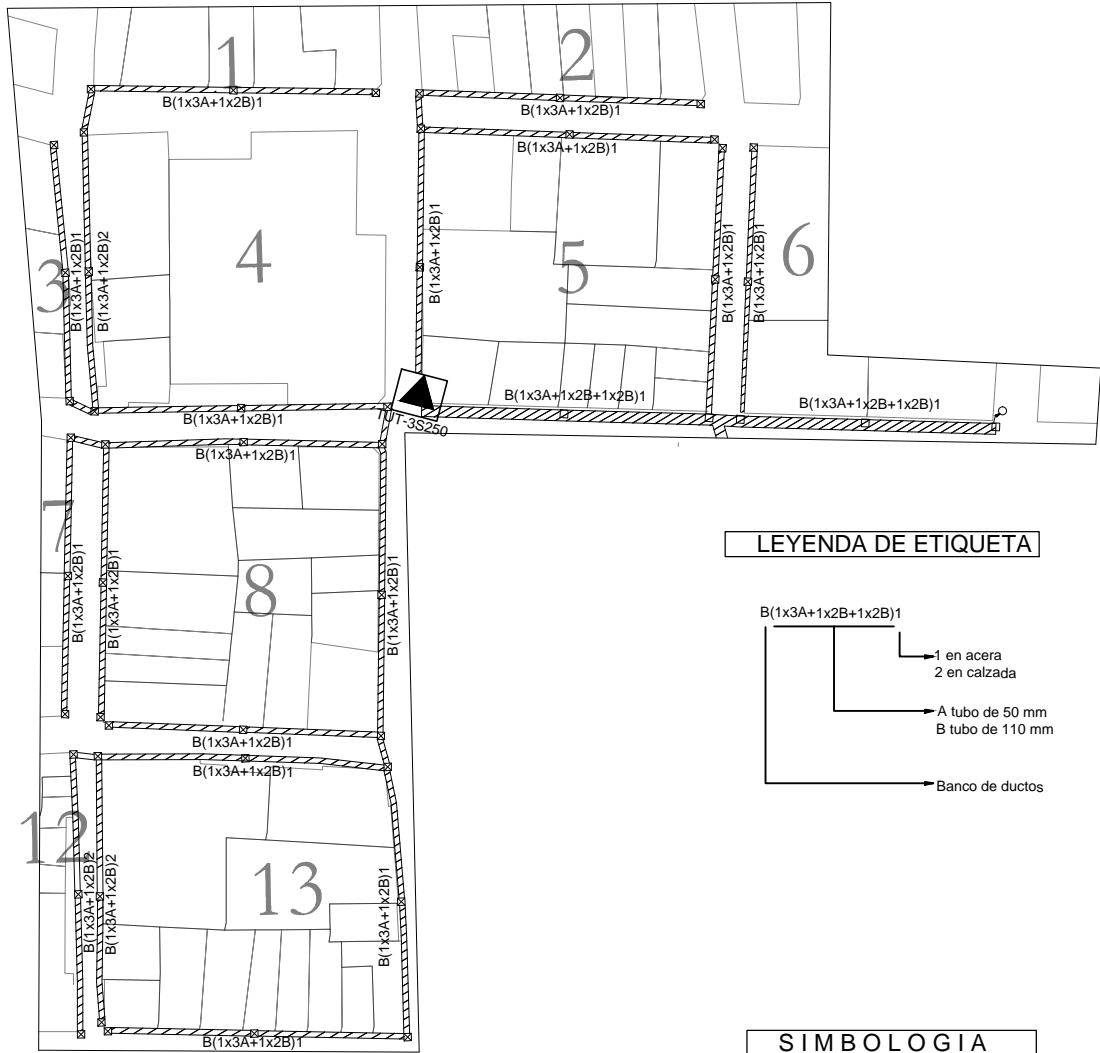 1
2
B(1x3A+1x2B)1
B(1x3A+1x2B)1
B(1x3A+1x2B)1
3
B(1x3A+1x2B)1
B(1x3A+1x2B)2
4
B(1x3A+1x2B)1
5
B(1x3A+1x2B)1
B(1x3A+1x2B)1
6
B(1x3A+1x2B+1x2B)1
B(1x3A+1x2B+1x2B)1
B(1x3A+1x2B)1
TUT-3S250
B(1x3A+1x2B)1
7
B(1x3A+1x2B)1
B(1x3A+1x2B)1
8
B(1x3A+1x2B)1
B(1x3A+1x2B)1
B(1x3A+1x2B)1
12
B(1x3A+1x2B)2
B(1x3A+1x2B)2
13
B(1x3A+1x2B)1
B(1x3A+1x2B)1
LEYENDA DE ETIQUETA
B(1x3A+1x2B+1x2B)1
1 en acera
2 en calzada
A tubo de 50 mm
B tubo de 110 mm
Banco de ductos
SIMBOLOGIA